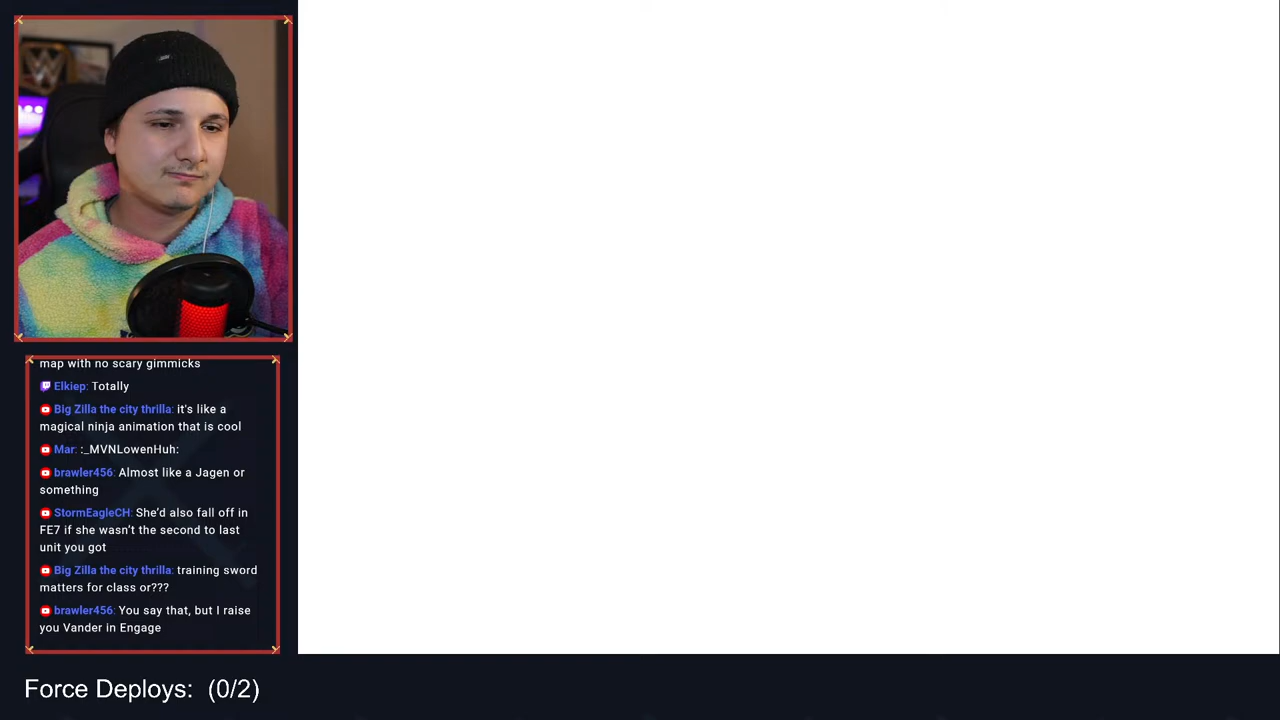 map with no scary gimmicks
Elkiep: Totally
Big Zilla the city thrilla: it's like a
magical ninja animation that is cool
Mar: :_MVNLowenHuh:
brawler456: Almost like a Jagen or
something
StormEagleCH: She'd also fall off in
FE7 if she wasn't the second to last
unit you got
Big Zilla the city thrilla: training sword
matters for class or???
brawler456: You say that, but I raise
you Vander in Engage
Force Deploys: (0/2)